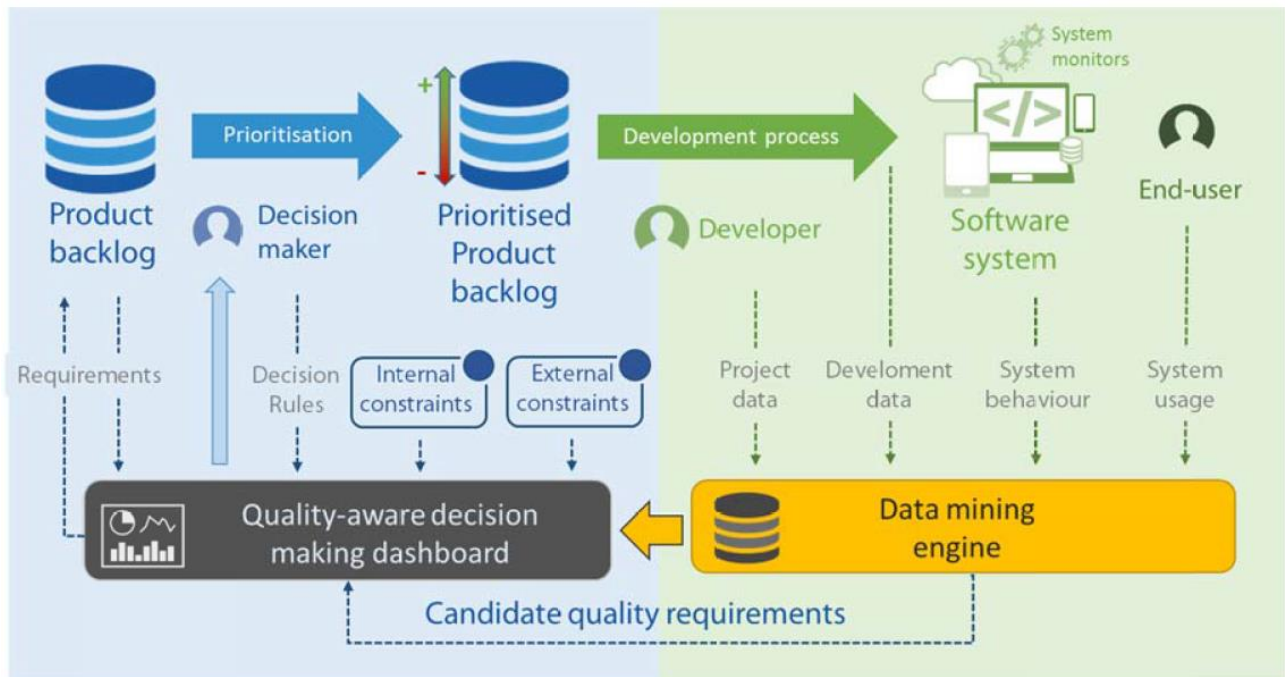 System
monitors
+
-
Prioritisation
Development process
Product
backlog
Decision
maker
Prioritised
Product
backlog
Developer
</>
Software
system
End-user
Requirements
Decision
Rules
Internal
constraints
External
constraints
Project
data
Develoment
data
System
behaviour
System
usage
Quality-aware decision
making dashboard
Data mining
engine
Candidate quality requirements